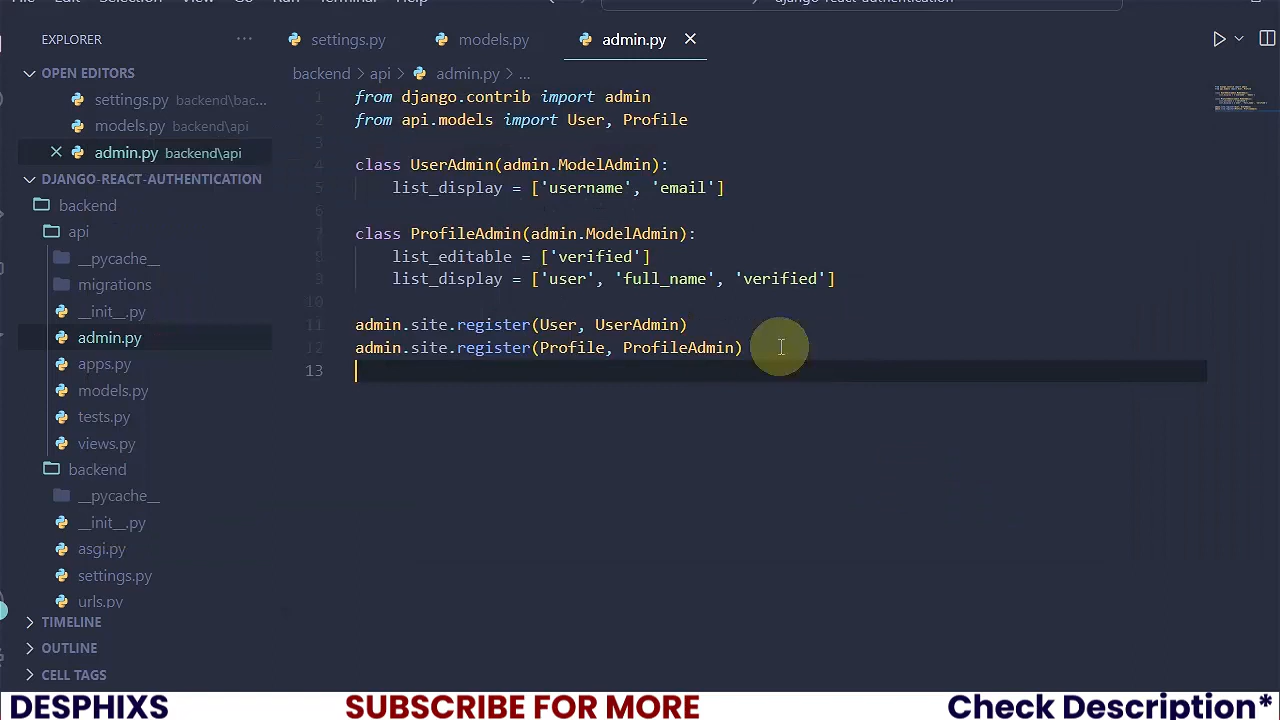 File Edit Selection View Go Run Terminal Help
django-react-authentication
EXPLORER ···
settings.py
models.py
admin.py
OPEN EDITORS
settings.py backend\bac...
models.py backend\api
admin.py backend\api
DJANGO-REACT-AUTHENTICATION
backend
api
__pycache__
migrations
__init__.py
admin.py
apps.py
models.py
tests.py
views.py
backend
__pycache__
__init__.py
asgi.py
settings.py
urls.py
TIMELINE
OUTLINE
CELL TAGS
backend > api > admin.py > ...
1 from django.contrib import admin
2 from api.models import User, Profile
3
4 class UserAdmin(admin.ModelAdmin):
5 list_display = ['username', 'email']
6
7 class ProfileAdmin(admin.ModelAdmin):
8 list_editable = ['verified']
9 list_display = ['user', 'full_name', 'verified']
10
11 admin.site.register(User, UserAdmin)
12 admin.site.register(Profile, ProfileAdmin)
13
DESPHIXS
SUBSCRIBE FOR MORE
Check Description*